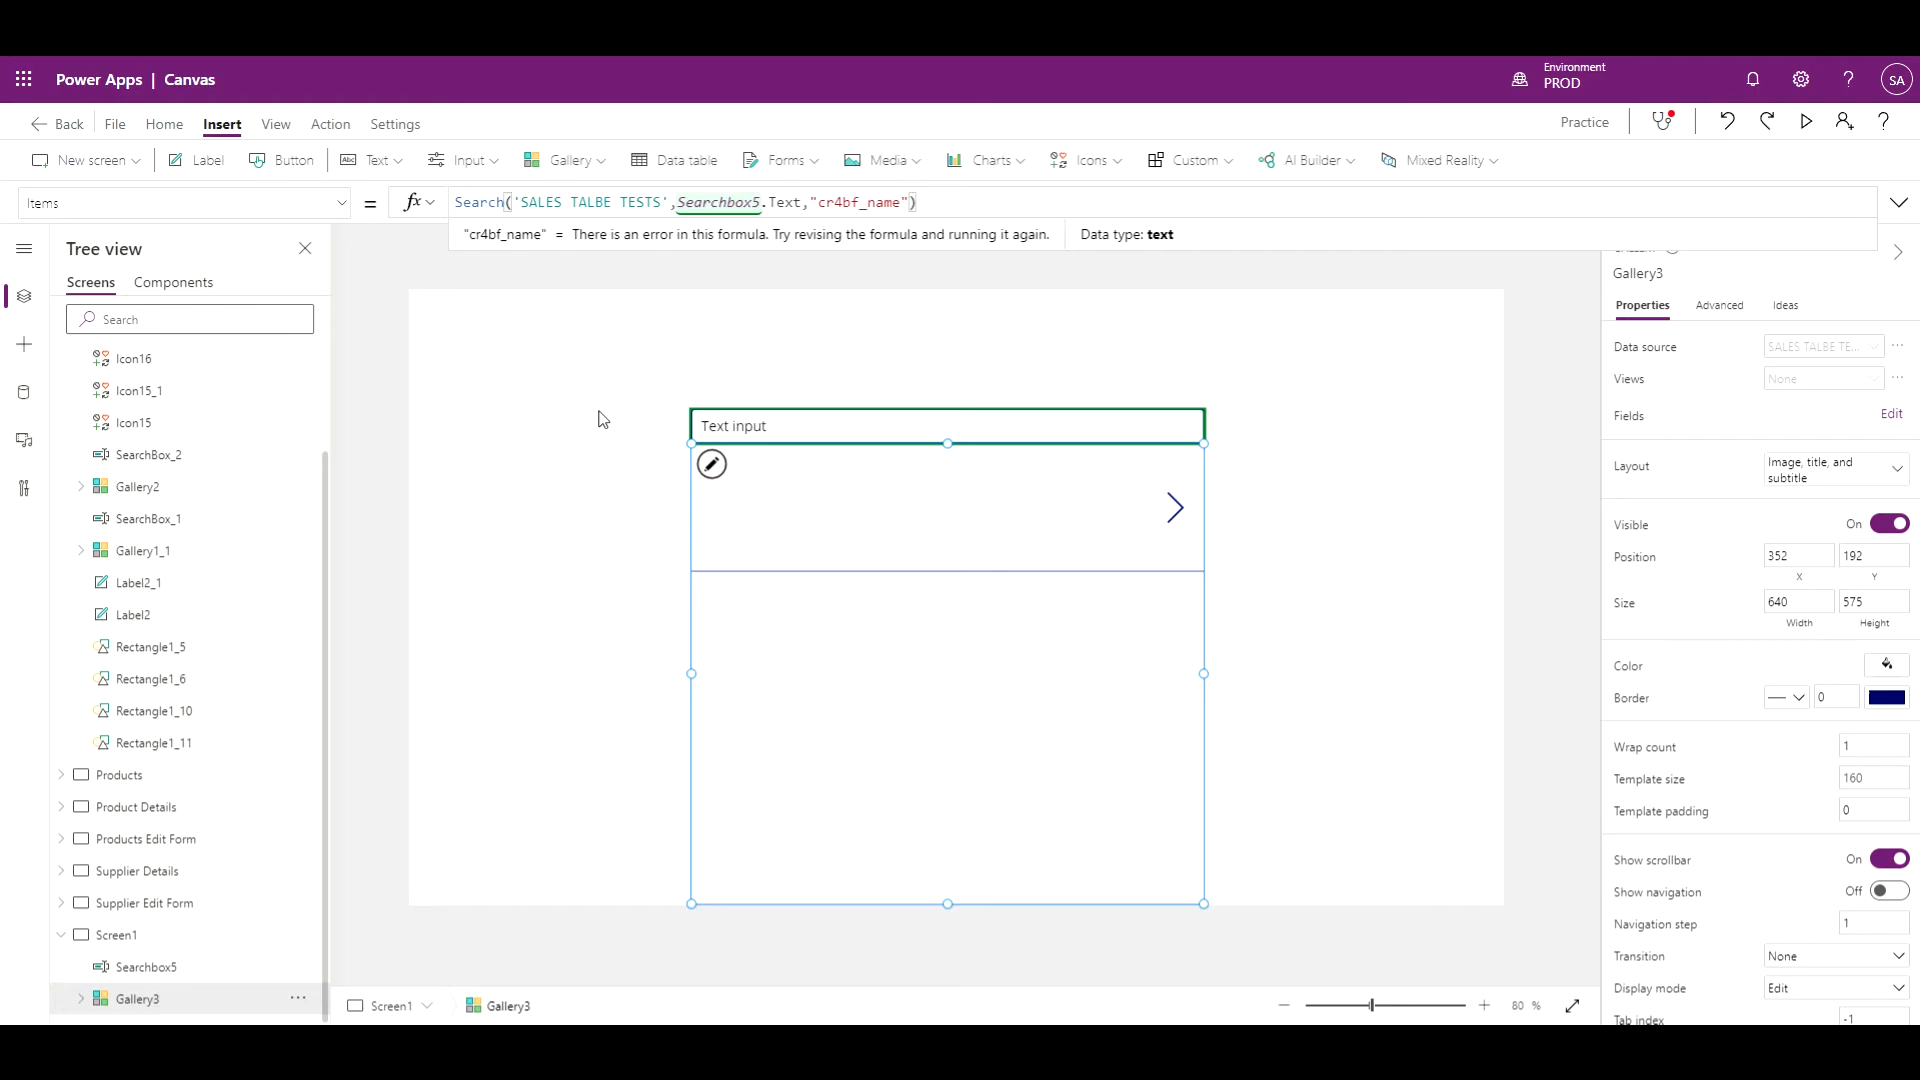 Power Apps | Canvas
Environment
PROD
SA
Back
File
Home
Insert
View
Action
Settings
Practice
New screen
Label
Button
Abc
Text
Input
Gallery
Data table
Forms
Media
Charts
Icons
Custom
AI Builder
Mixed Reality
Items
=
fx
Search('SALES TALBE TESTS',Searchbox5.Text,"cr4bf_name")
"cr4bf_name" = There is an error in this formula. Try revising the formula and running it again.
Data type: text
Tree view
Screens
Components
Search
Icon16
Icon15_1
Icon15
SearchBox_2
Gallery2
SearchBox_1
Gallery1_1
Label2_1
Label2
Rectangle1_5
Rectangle1_6
Rectangle1_10
Rectangle1_11
Products
Product Details
Products Edit Form
Supplier Details
Supplier Edit Form
Screen1
Searchbox5
Gallery3
Text input
Screen1
Gallery3
80 %
Gallery3
Properties
Advanced
Ideas
Data source
SALES TALBE TE...
Views
None
Fields
Edit
Layout
Image, title, and
subtitle
Visible
On
Position
352
192
X
Y
Size
640
575
Width
Height
Color
Border
0
Wrap count
1
Template size
160
Template padding
0
Show scrollbar
On
Show navigation
Off
Navigation step
1
Transition
None
Display mode
Edit
Tab index
-1